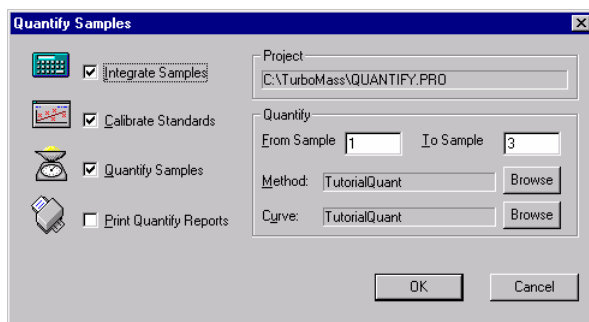 Quantify Samples
Integrate Samples
Calibrate Standards
Quantify Samples
Print Quantify Reports
Project
C:\TurboMass\QUANTIFY.PRO
Quantify
From Sample 1 To Sample 3
Method: TutorialQuant Browse
Curve: TutorialQuant Browse
OK Cancel